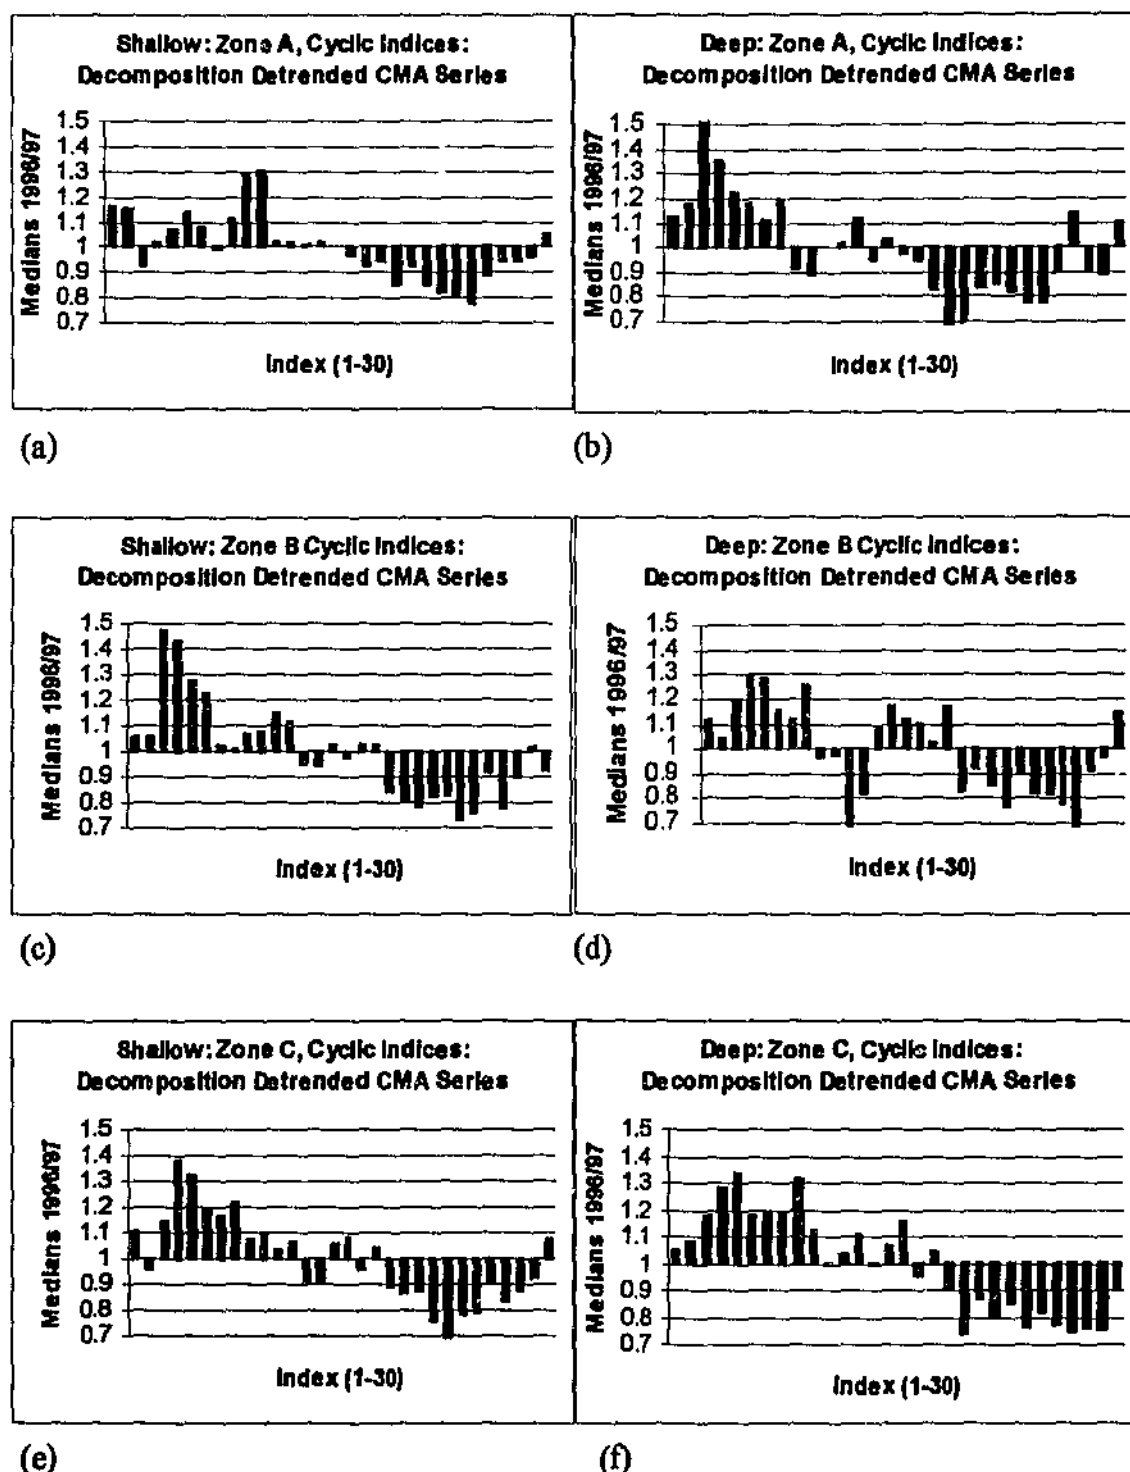 Shallow: Zone A, Cyclic Indices:
Decomposition Detrended CMA Series
Medians 1996/97
1.5
1.4
1.3
1.2
1.1
1
0.9
0.8
0.7
Index (1-30)
(a)
Deep: Zone A, Cyclic Indices:
Decomposition Detrended CMA Series
Medians 1996/97
1.5
1.4
1.3
1.2
1.1
1
0.9
0.8
0.7
Index (1-30)
(b)
Shallow: Zone B Cyclic Indices:
Decomposition Detrended CMA Series
Medians 1996/97
1.5
1.4
1.3
1.2
1.1
1
0.9
0.8
0.7
Index (1-30)
(c)
Deep: Zone B Cyclic Indices:
Decomposition Detrended CMA Series
Medians 1996/97
1.5
1.4
1.3
1.2
1.1
1
0.9
0.8
0.7
Index (1-30)
(d)
Shallow: Zone C, Cyclic Indices:
Decomposition Detrended CMA Series
Medians 1996/97
1.5
1.4
1.3
1.2
1.1
1
0.9
0.8
0.7
Index (1-30)
(e)
Deep: Zone C, Cyclic Indices:
Decomposition Detrended CMA Series
Medians 1996/97
1.5
1.4
1.3
1.2
1.1
1
0.9
0.8
0.7
Index (1-30)
(f)